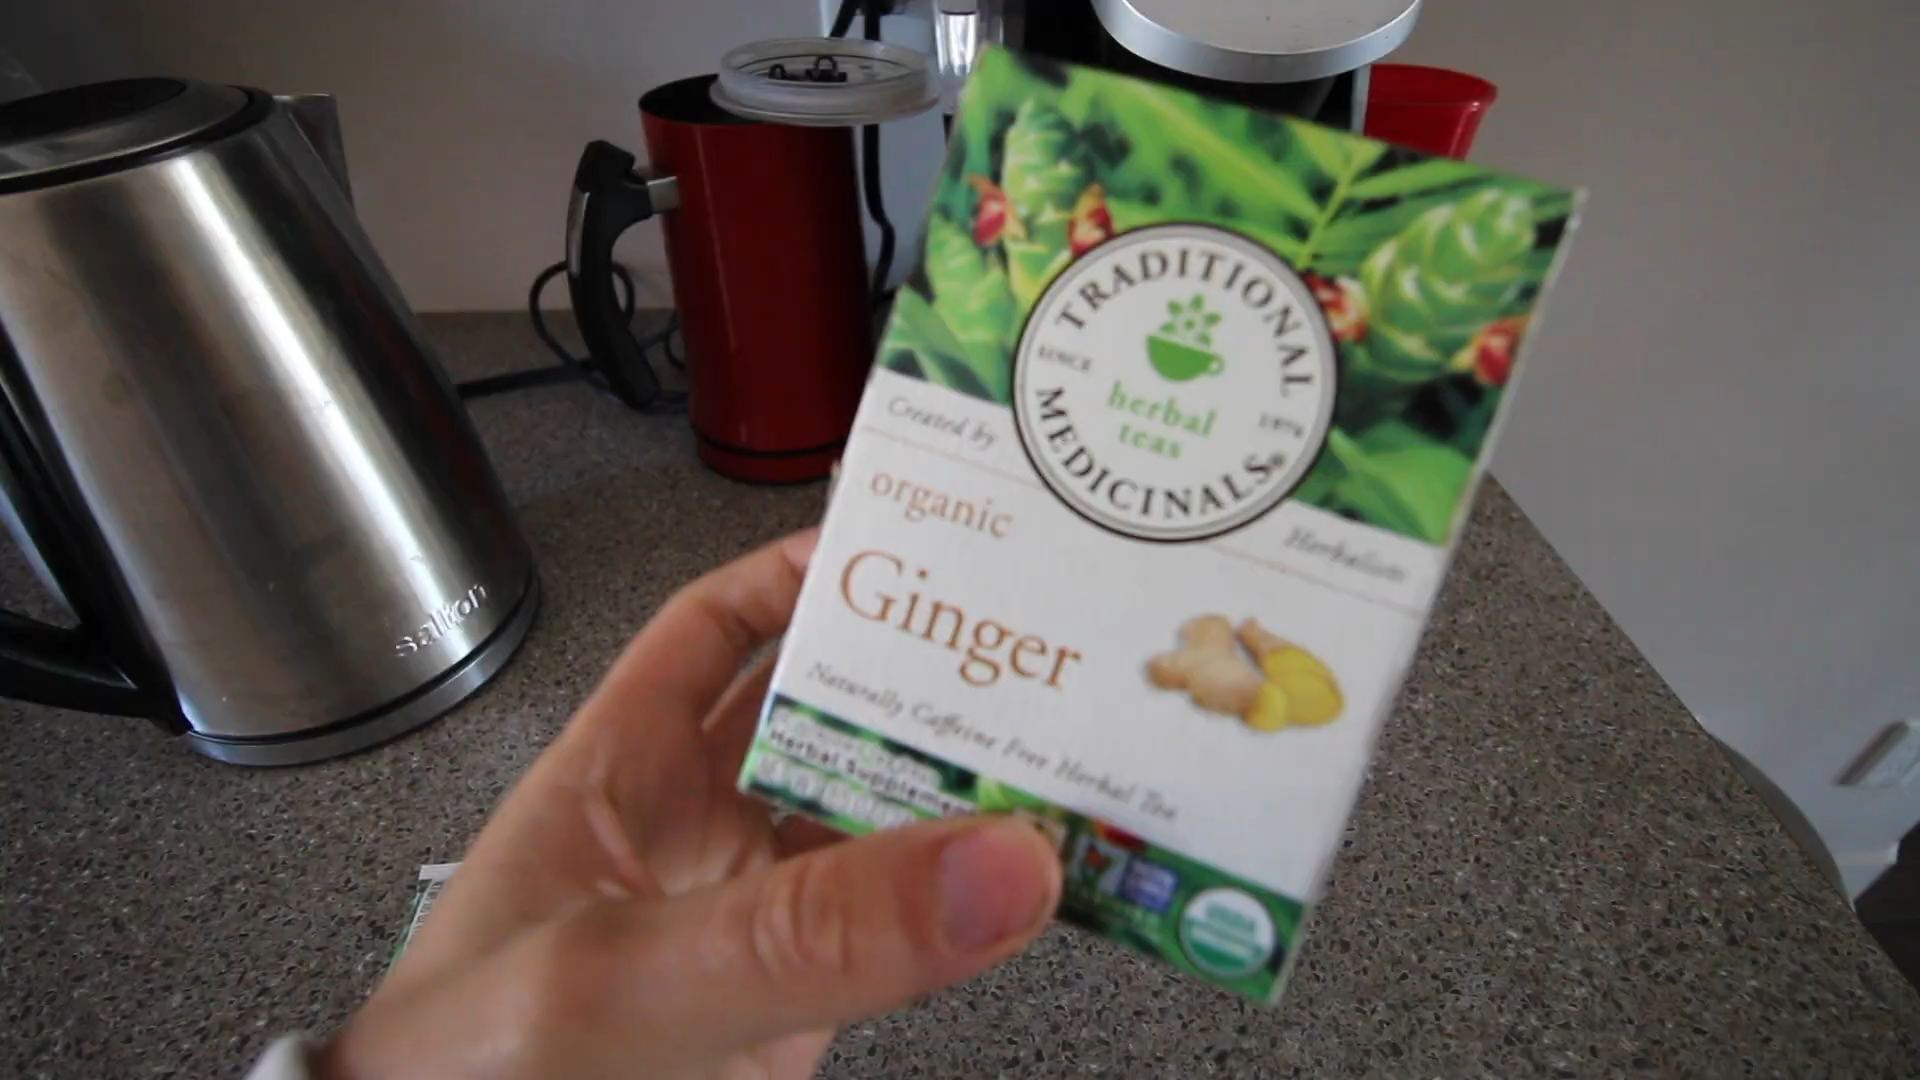 TRADITIONAL
SINCE 1974
herbal
teas
MEDICINALS®
Created by Herbalists
organic
Ginger
Naturally Caffeine Free Herbal Tea
Herbal Supplement
USDA
Salton